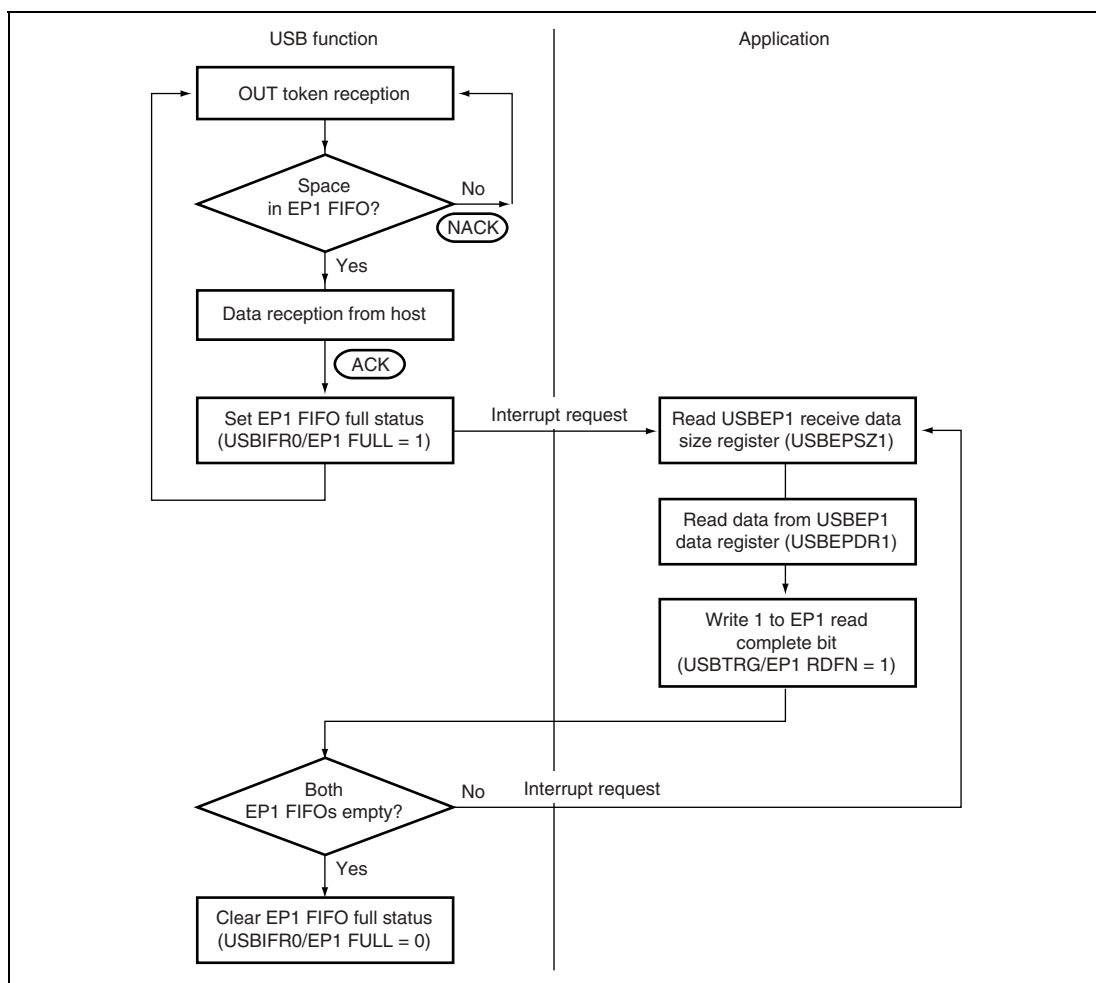 USB function
Application
OUT token reception
Space
in EP1 FIFO?
No
NACK
Yes
Data reception from host
ACK
Set EP1 FIFO full status
(USBIFR0/EP1 FULL = 1)
Interrupt request
Read USBEP1 receive data
size register (USBEPSZ1)
Read data from USBEP1
data register (USBEPDR1)
Write 1 to EP1 read
complete bit
(USBTRG/EP1 RDFN = 1)
Both
EP1 FIFOs empty?
No
Interrupt request
Yes
Clear EP1 FIFO full status
(USBIFR0/EP1 FULL = 0)